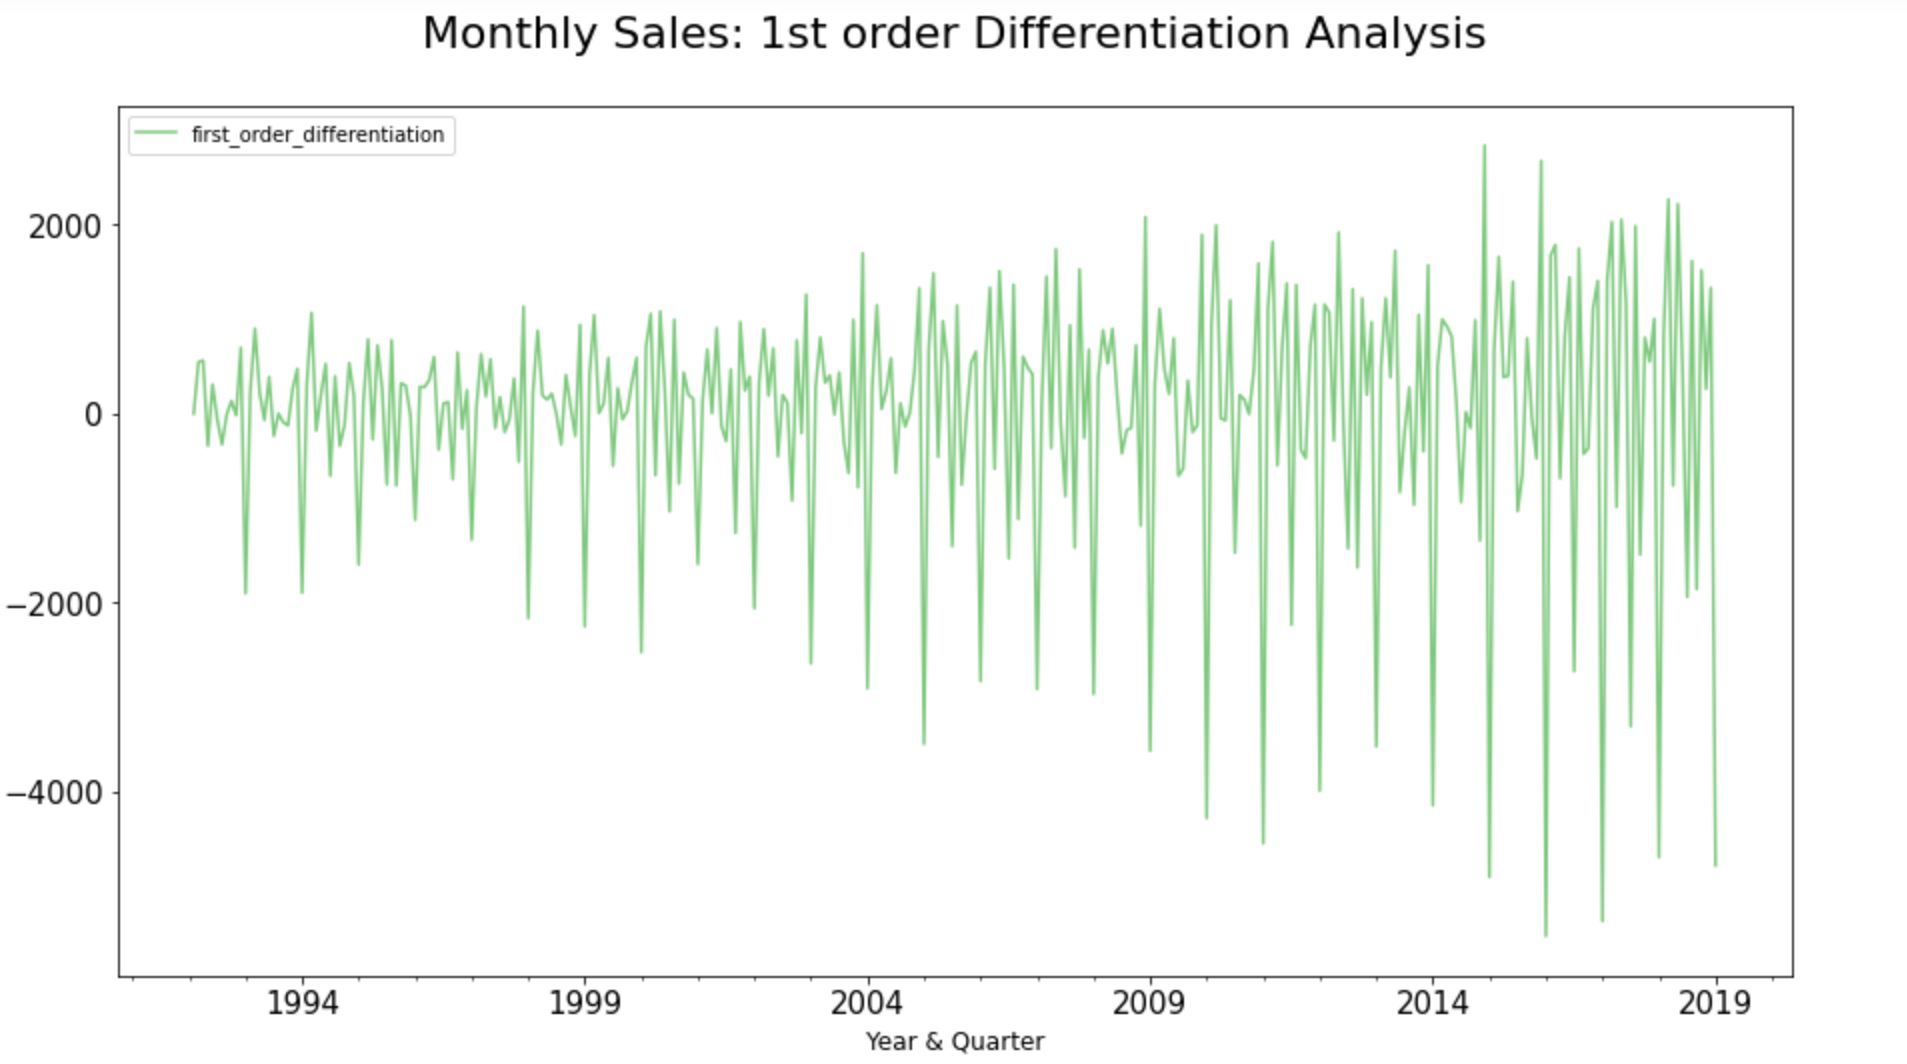 Monthly Sales: 1st order Differentiation Analysis
first_order_differentiation
2000
0
−2000
−4000
1994 1999 2004 2009 2014 2019
Year & Quarter